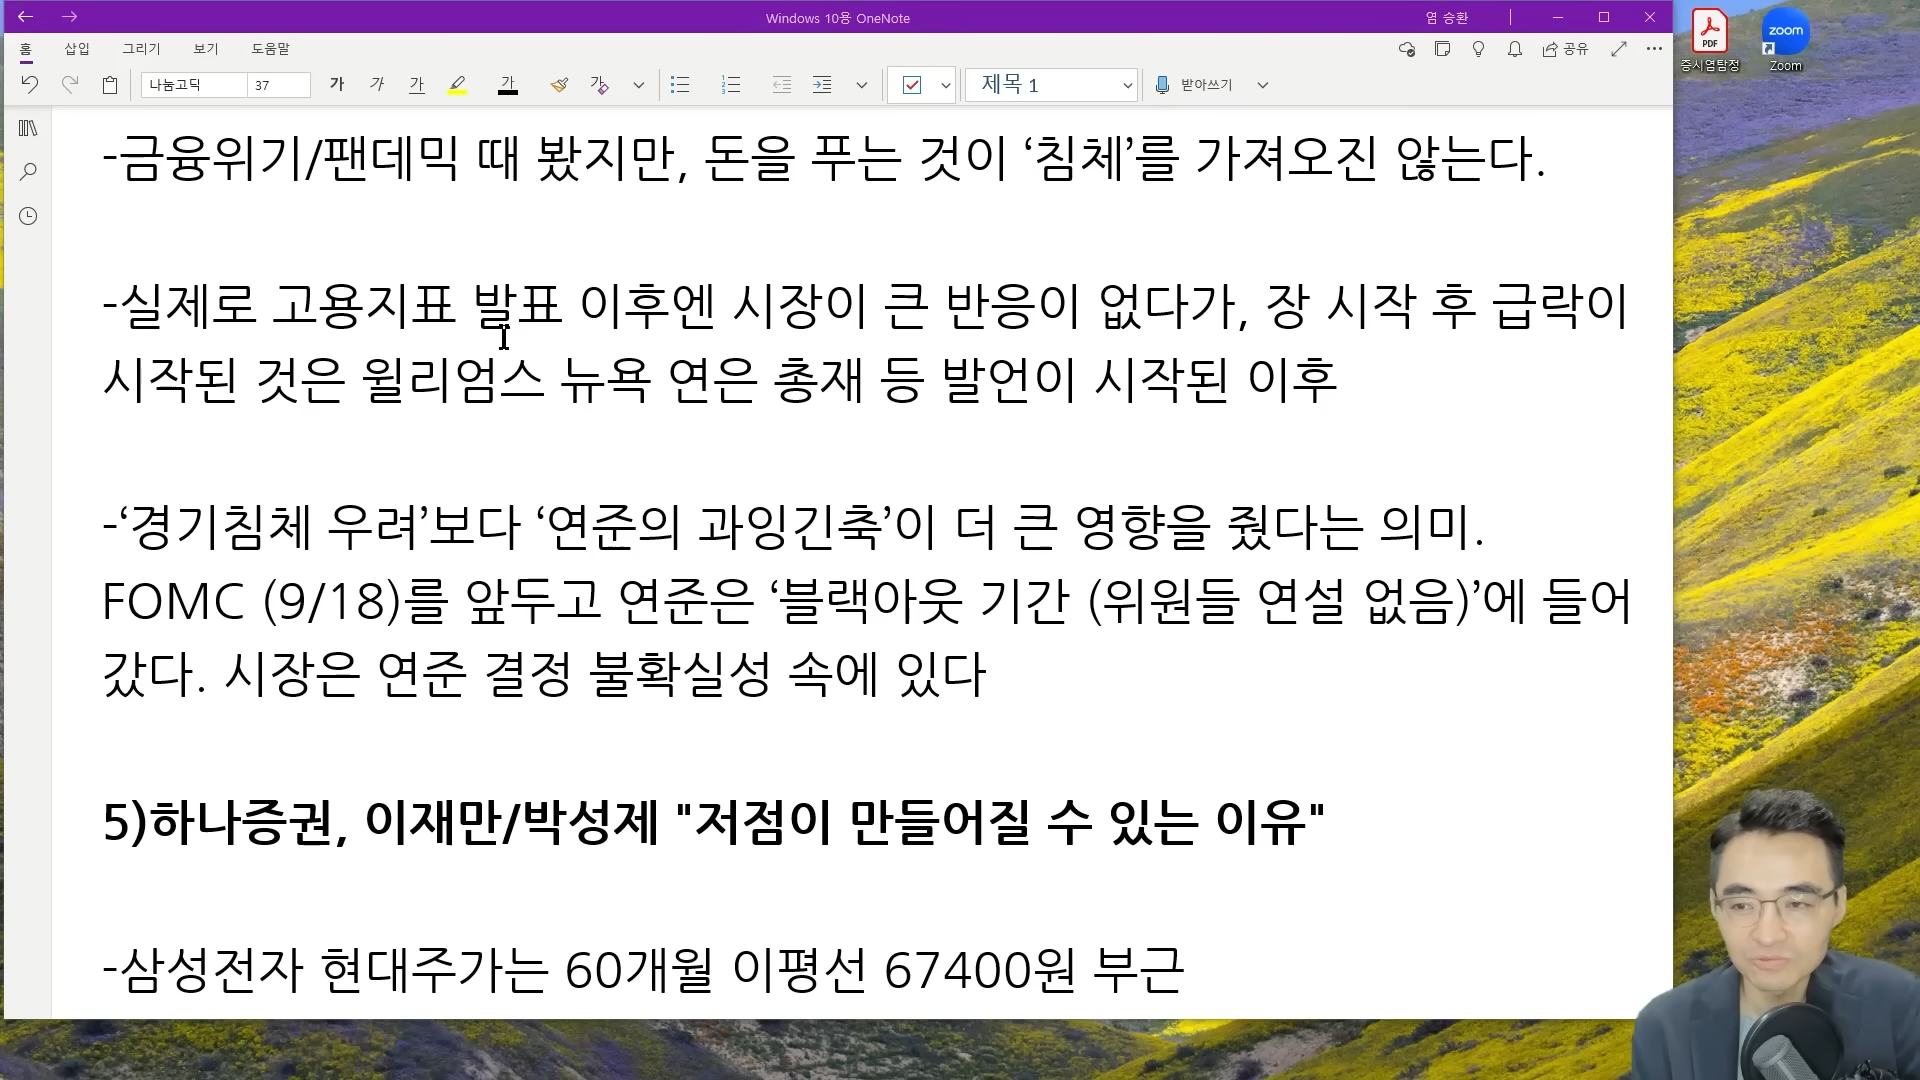 Windows 10용 OneNote
염 승환
홈 삽입 그리기 보기 도움말
공유
나눔고딕 37 가 가 가 가 가 제목 1 받아쓰기
-금융위기/팬데믹 때 봤지만, 돈을 푸는 것이 ‘침체’를 가져오진 않는다.
-실제로 고용지표 발표 이후엔 시장이 큰 반응이 없다가, 장 시작 후 급락이
시작된 것은 윌리엄스 뉴욕 연은 총재 등 발언이 시작된 이후
-‘경기침체 우려’보다 ‘연준의 과잉긴축’이 더 큰 영향을 줬다는 의미.
FOMC (9/18)를 앞두고 연준은 ‘블랙아웃 기간 (위원들 연설 없음)’에 들어
갔다. 시장은 연준 결정 불확실성 속에 있다
5)하나증권, 이재만/박성제 "저점이 만들어질 수 있는 이유"
-삼성전자 현대주가는 60개월 이평선 67400원 부근
PDF
증시염탐정
zoom
Zoom